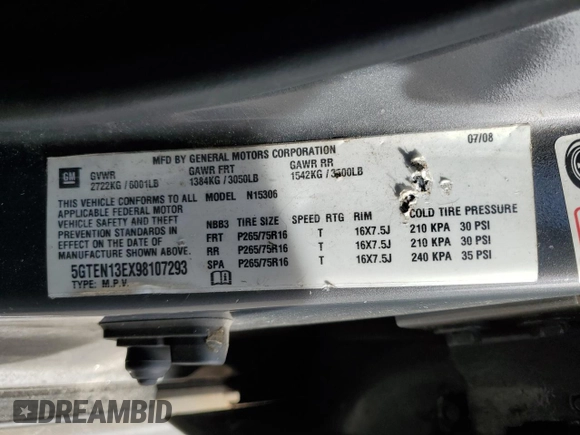 MFD BY GENERAL MOTORS CORPORATION 07/08
GM GVWR GAWR FRT GAWR RR
2722KG / 6001LB 1384KG / 3050LB 1542KG / 3400LB
THIS VEHICLE CONFORMS TO ALL MODEL N15306
APPLICABLE FEDERAL MOTOR
VEHICLE SAFETY AND THEFT
PREVENTION STANDARDS IN
EFFECT ON THE DATE OF
MANUFACTURE SHOWN ABOVE.
5GTEN13EX98107293
TYPE: M.P.V.
NBB3 TIRE SIZE SPEED RTG RIM COLD TIRE PRESSURE
FRT P265/75R16 T 16X7.5J 210 KPA 30 PSI
RR P265/75R16 T 16X7.5J 210 KPA 30 PSI
SPA P265/75R16 T 16X7.5J 240 KPA 35 PSI
DREAMBID